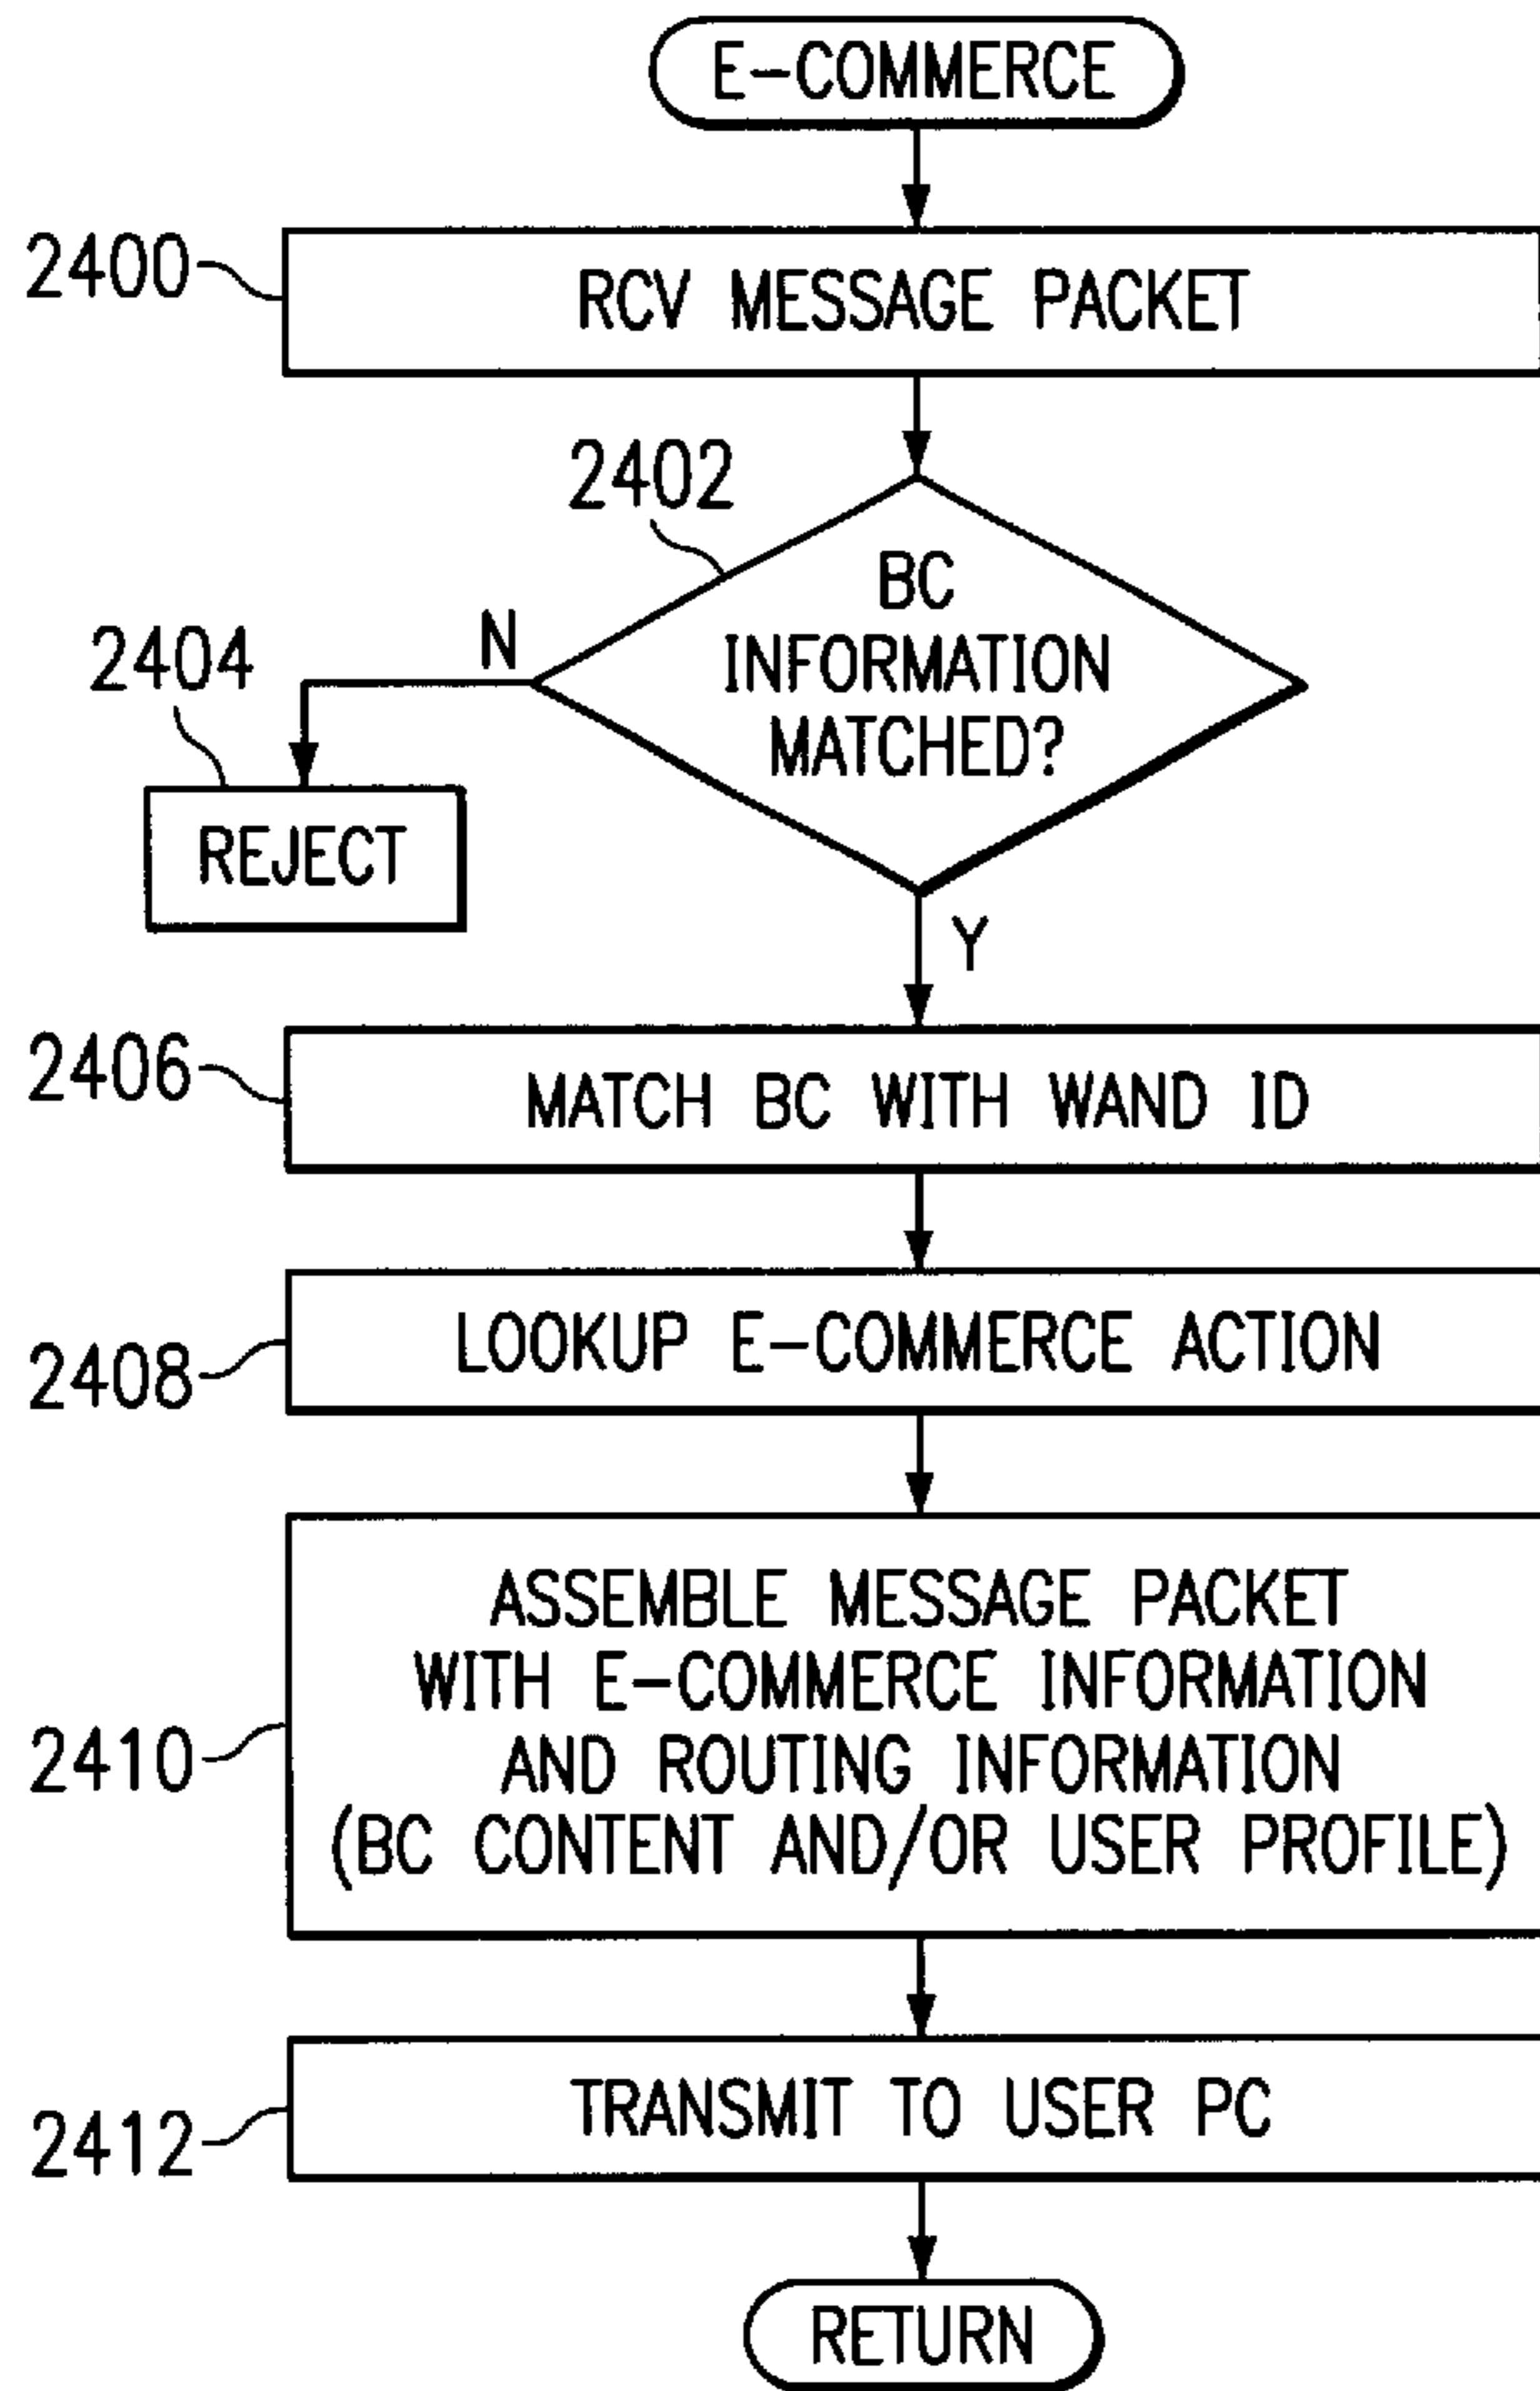 E-COMMERCE
2400
RCV MESSAGE PACKET
2402
BC
INFORMATION
MATCHED?
N
2404
REJECT
Y
2406
MATCH BC WITH WAND ID
LOOKUP E-COMMERCE ACTION
2408
ASSEMBLE MESSAGE PACKET
WITH E-COMMERCE INFORMATION
AND ROUTING INFORMATION
(BC CONTENT AND/OR USER PROFILE)
2410
TRANSMIT TO USER PC
2412
RETURN